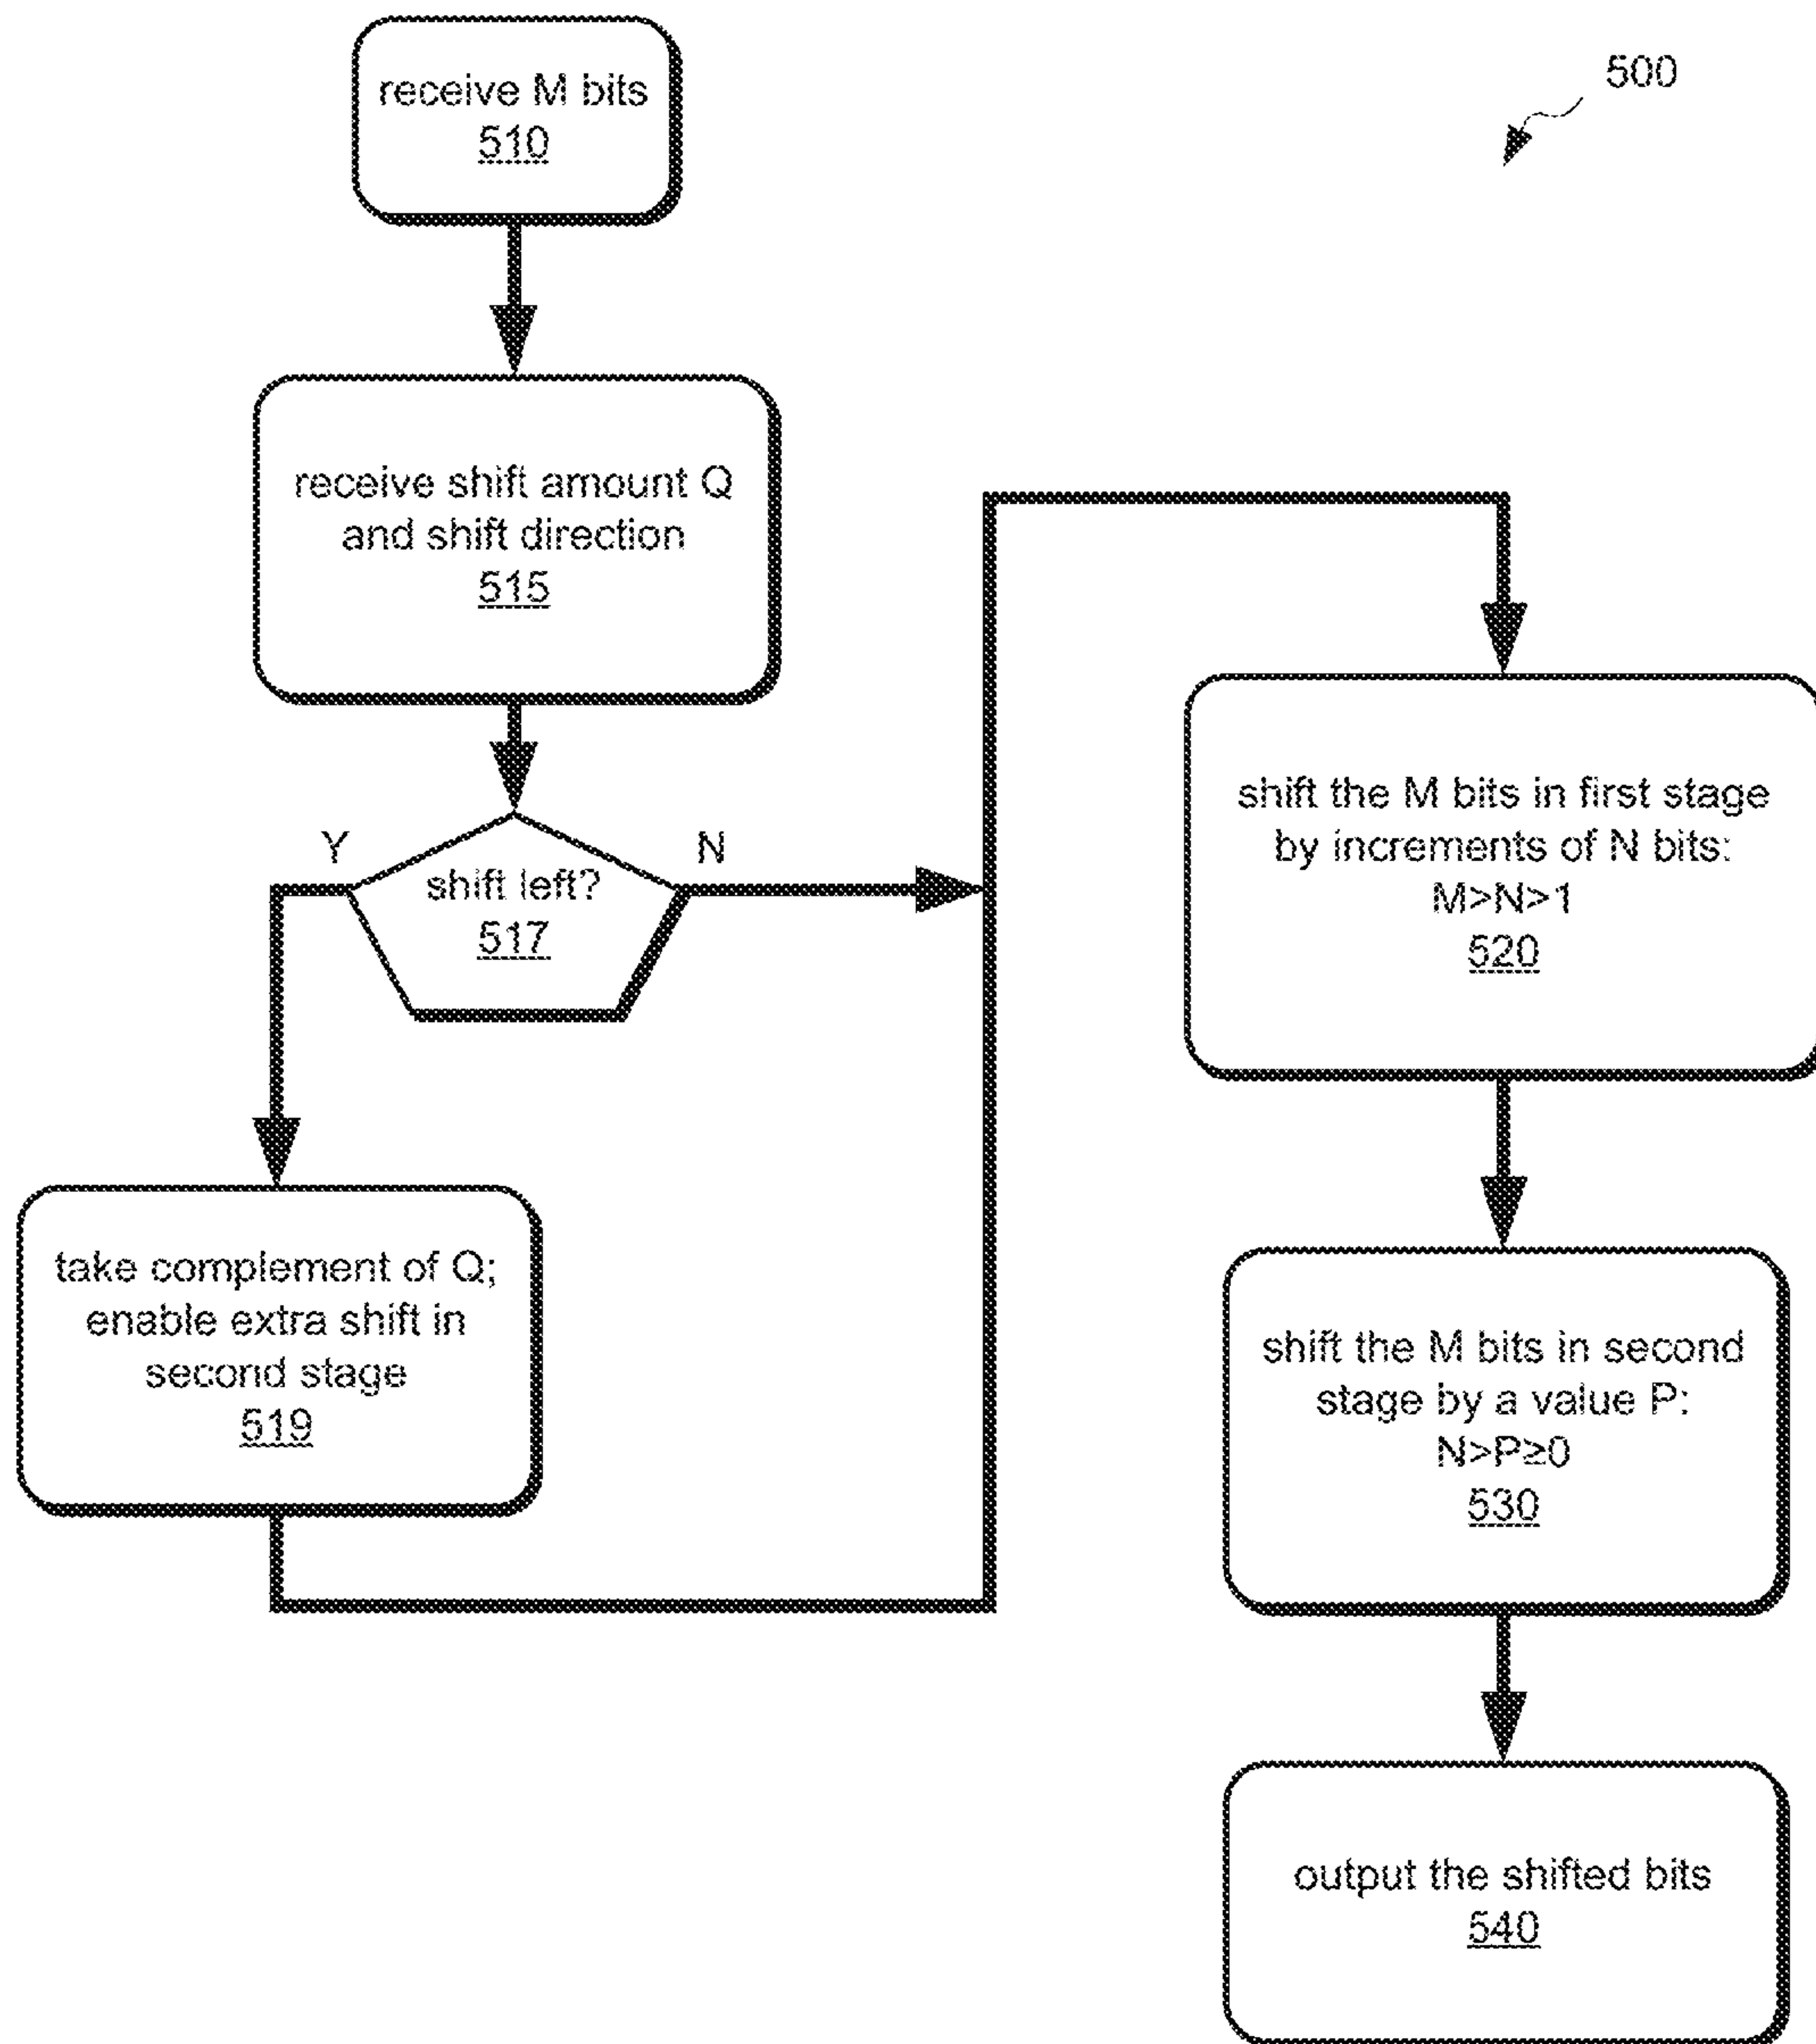 500
receive M bits
510
receive shift amount Q
and shift direction
515
Y
N
shift left?
517
take complement of Q;
enable extra shift in
second stage
519
shift the M bits in first stage
by increments of N bits:
M>N>1
520
shift the M bits in second
stage by a value P:
N>P≥0
530
output the shifted bits
540